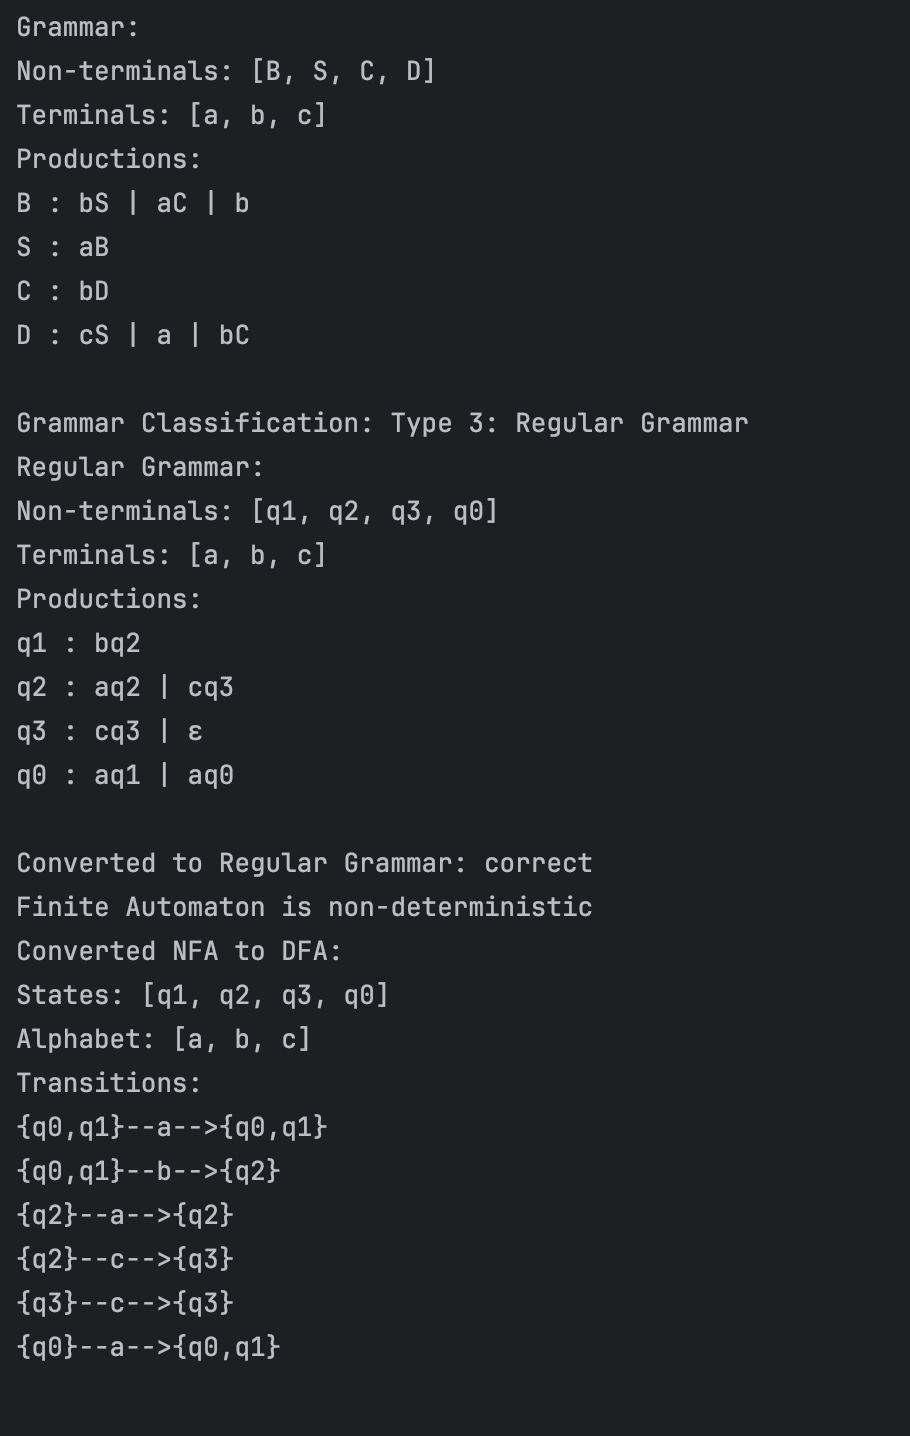 Grammar:
Non-terminals: [B, S, C, D]
Terminals: [a, b, c]
Productions:
B : bS | aC | b
S : aB
C : bD
D : cS | a | bC
Grammar Classification: Type 3: Regular Grammar
Regular Grammar:
Non-terminals: [q1, q2, q3, q0]
Terminals: [a, b, c]
Productions:
q1 : bq2
q2 : aq2 | cq3
q3 : cq3 | ε
q0 : aq1 | aq0
Converted to Regular Grammar: correct
Finite Automaton is non-deterministic
Converted NFA to DFA:
States: [q1, q2, q3, q0]
Alphabet: [a, b, c]
Transitions:
{q0,q1}--a-->{q0,q1}
{q0,q1}--b-->{q2}
{q2}--a-->{q2}
{q2}--c-->{q3}
{q3}--c-->{q3}
{q0}--a-->{q0,q1}